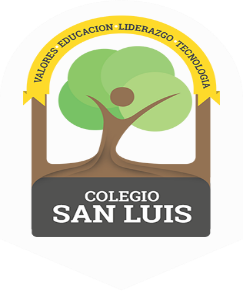 VALORES EDUCACION LIDERAZGO TECNOLOGIA
COLEGIO
SAN LUIS